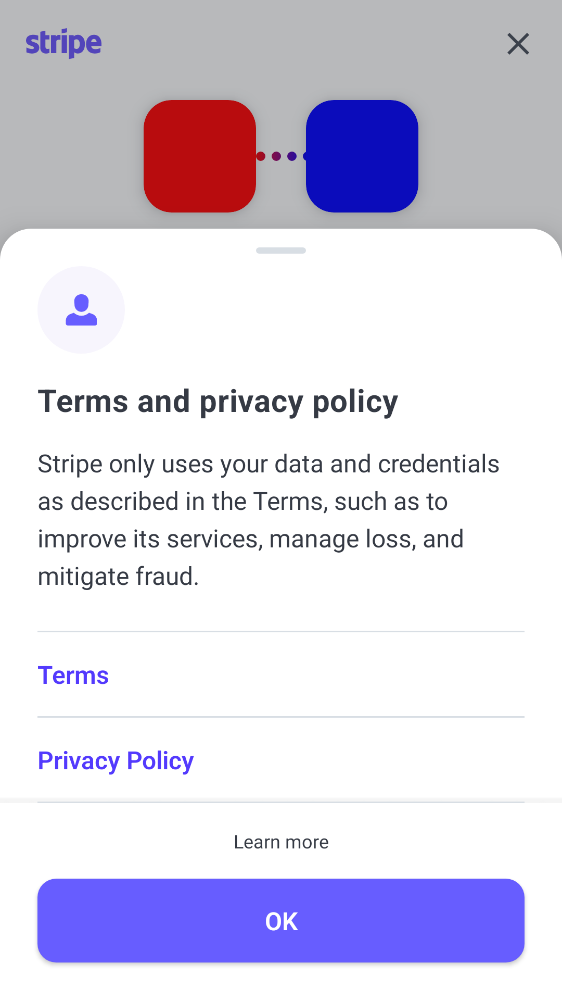 stripe
Terms and privacy policy
Stripe only uses your data and credentials
as described in the Terms, such as to
improve its services, manage loss, and
mitigate fraud.
Terms
Privacy Policy
Learn more
OK